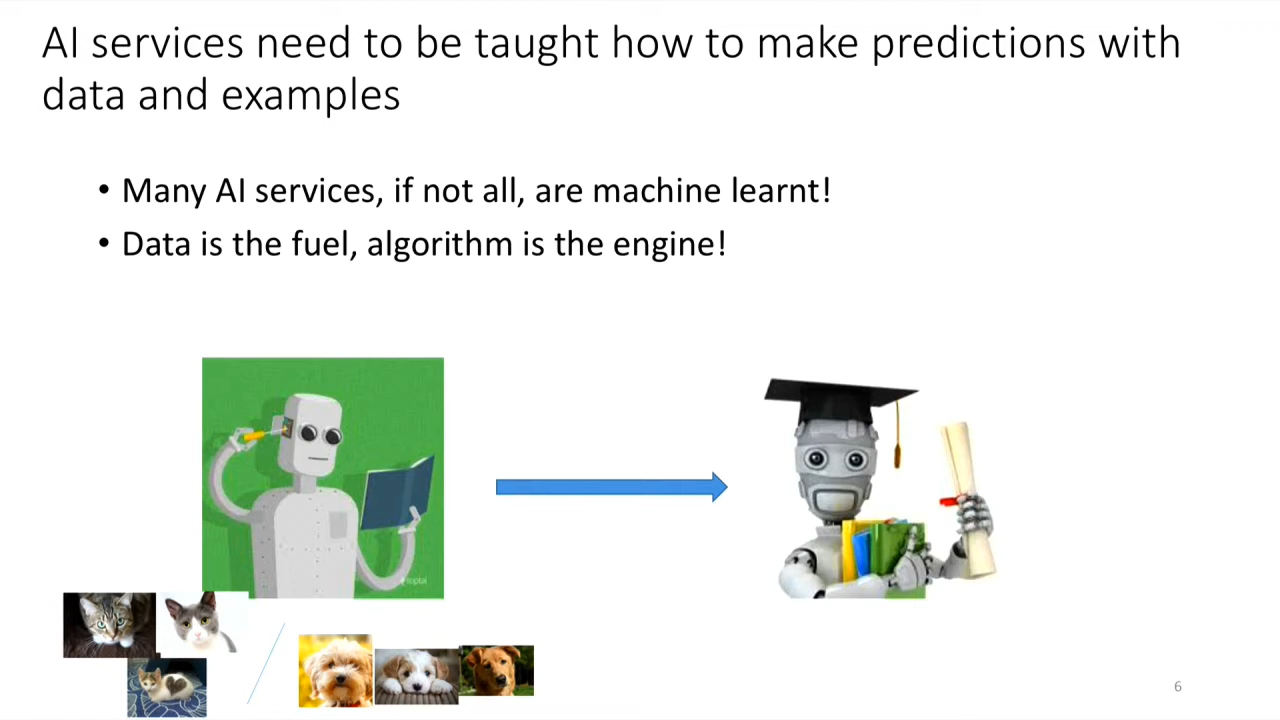 AI services need to be taught how to make predictions with
data and examples
• Many AI services, if not all, are machine learnt!
• Data is the fuel, algorithm is the engine!
toptal
6